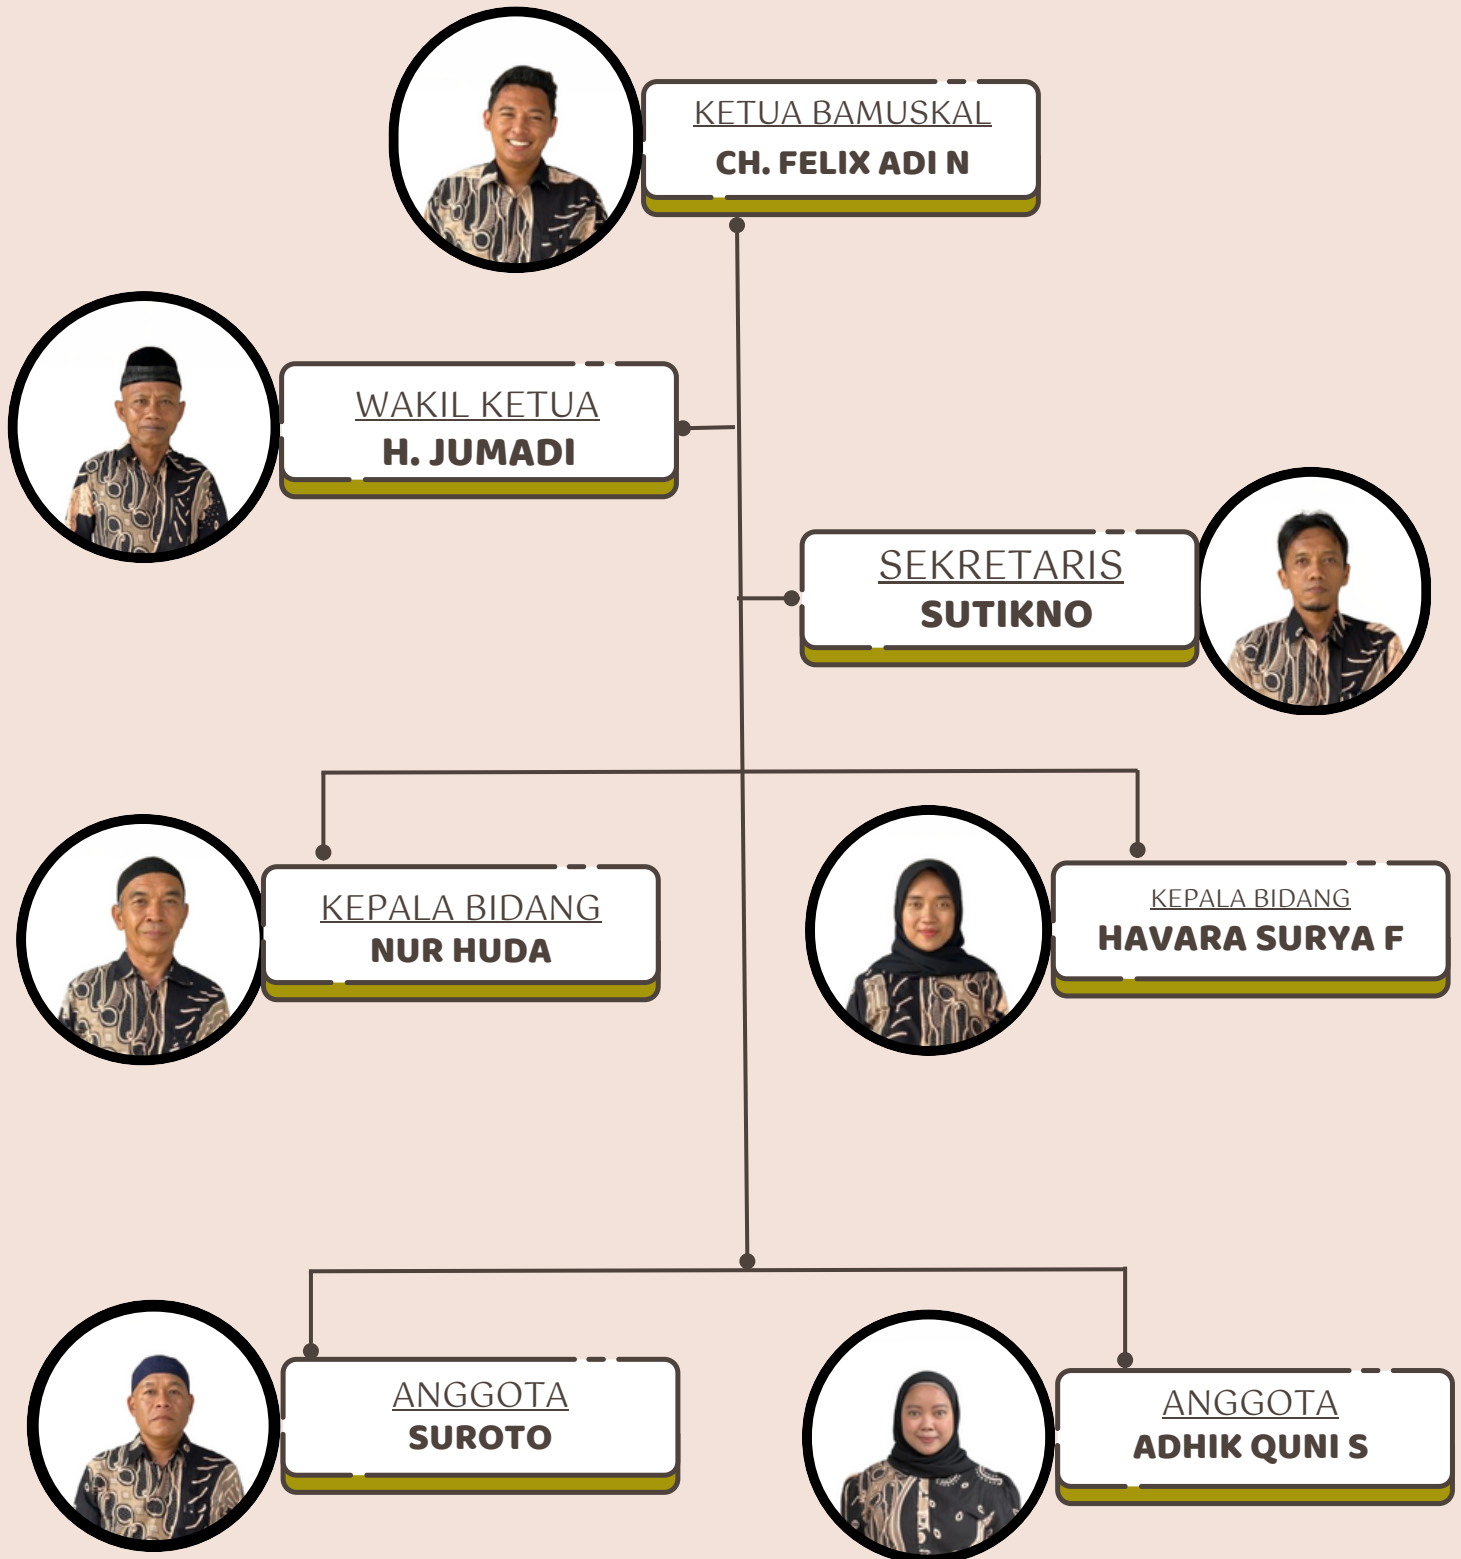 KETUA BAMUSKAL
CH. FELIX ADI N
WAKIL KETUA
H. JUMADI
SEKRETARIS
SUTIKNO
KEPALA BIDANG
NUR HUDA
KEPALA BIDANG
HAVARA SURYA F
ANGGOTA
SUROTO
ANGGOTA
ADHIK QUNI S